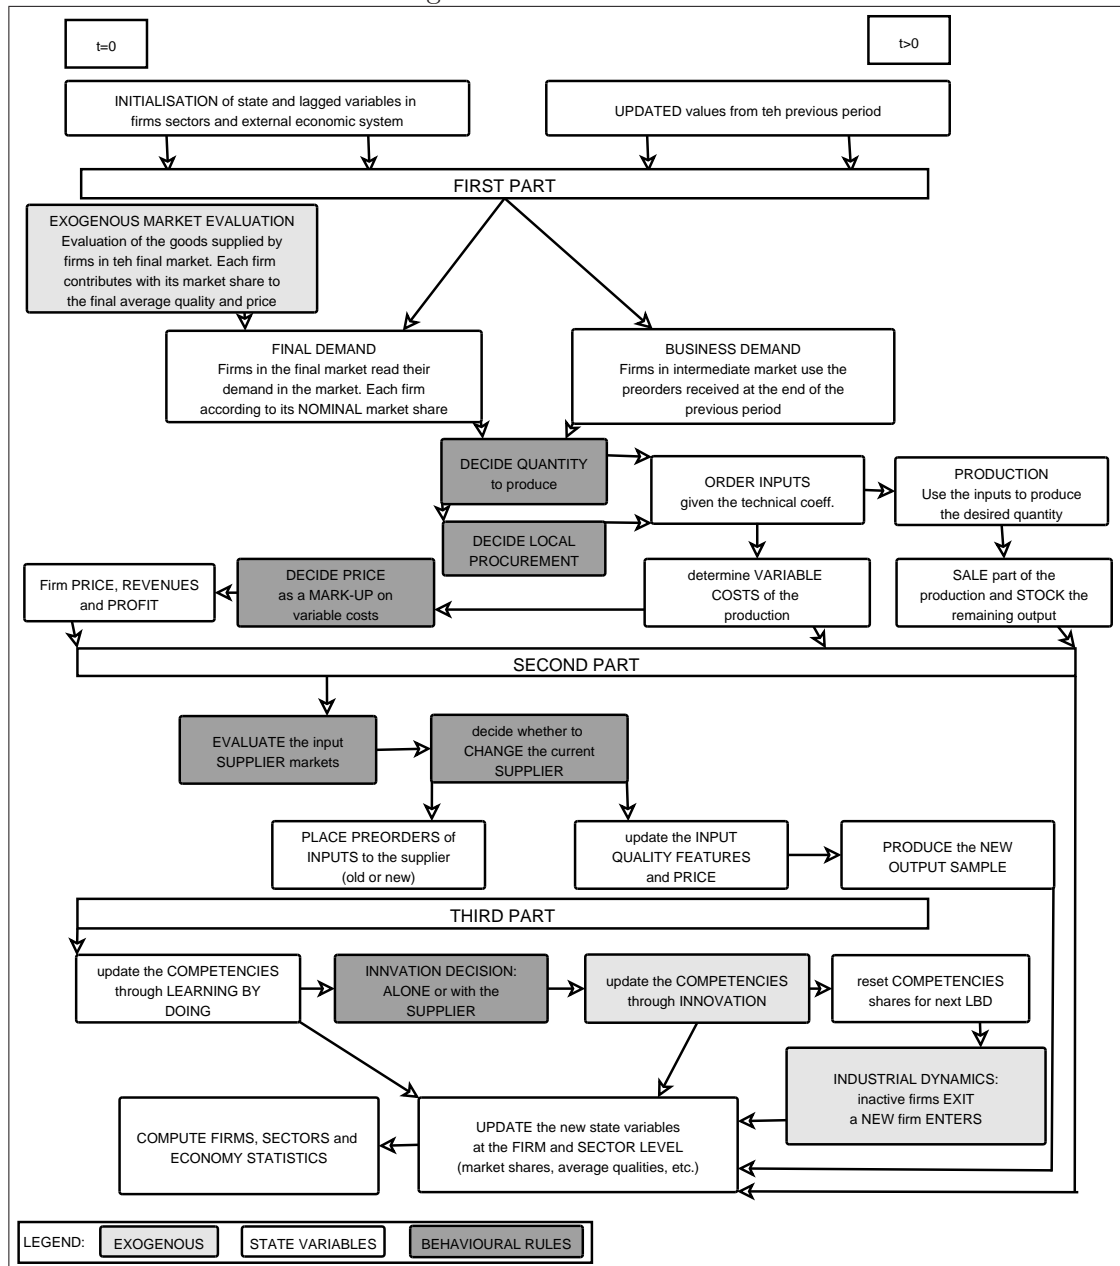 t=0
t>0
INITIALISATION of state and lagged variables in
firms sectors and external economic system
UPDATED values from teh previous period
FIRST PART
EXOGENOUS MARKET EVALUATION
Evaluation of the goods supplied by
firms in teh final market. Each firm
contributes with its market share to
the final average quality and price
FINAL DEMAND
Firms in the final market read their
demand in the market. Each firm
according to its NOMINAL market share
BUSINESS DEMAND
Firms in intermediate market use the
preorders received at the end of the
previous period
DECIDE QUANTITY
to produce
ORDER INPUTS
given the technical coeff.
PRODUCTION
Use the inputs to produce
the desired quantity
DECIDE LOCAL
PROCUREMENT
Firm PRICE, REVENUES
and PROFIT
DECIDE PRICE
as a MARK-UP on
variable costs
determine VARIABLE
COSTS of the
production
SALE part of the
production and STOCK the
remaining output
SECOND PART
EVALUATE the input
SUPPLIER markets
decide whether to
CHANGE the current
SUPPLIER
PLACE PREORDERS of
INPUTS to the supplier
(old or new)
update the INPUT
QUALITY FEATURES
and PRICE
PRODUCE the NEW
OUTPUT SAMPLE
THIRD PART
update the COMPETENCIES
through LEARNING BY
DOING
INNVATION DECISION:
ALONE or with the
SUPPLIER
update the COMPETENCIES
through INNOVATION
reset COMPETENCIES
shares for next LBD
INDUSTRIAL DYNAMICS:
inactive firms EXIT
a NEW firm ENTERS
COMPUTE FIRMS, SECTORS and
ECONOMY STATISTICS
UPDATE the new state variables
at the FIRM and SECTOR LEVEL
(market shares, average qualities, etc.)
LEGEND:
EXOGENOUS
STATE VARIABLES
BEHAVIOURAL RULES